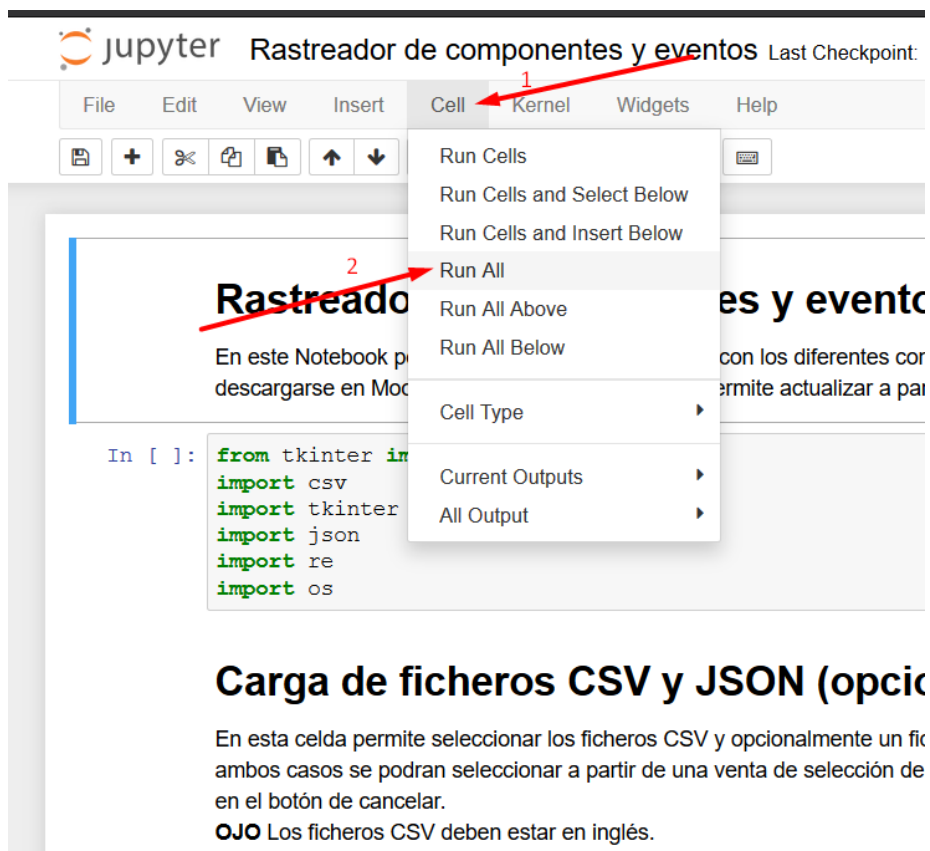 jupyter Rastreador de componentes y eventos Last Checkpoint:
1
File Edit View Insert Cell Kernel Widgets Help
Run Cells
Run Cells and Select Below
Run Cells and Insert Below
2
Run All
Run All Above
Run All Below
Cell Type
Current Outputs
All Output
Rastreado es y evento
En este Notebook p con los diferentes cor
descargarse en Moo ermite actualizar a par
In [ ]: from tkinter im
import csv
import tkinter
import json
import re
import os
Carga de ficheros CSV y JSON (opcio
En esta celda permite seleccionar los ficheros CSV y opcionalmente un fic
ambos casos se podran seleccionar a partir de una venta de selección de
en el botón de cancelar.
OJO Los ficheros CSV deben estar en inglés.